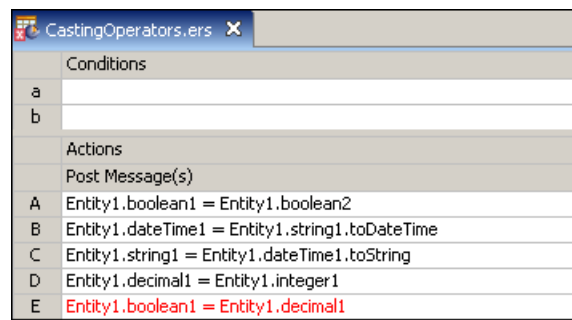 CastingOperators.ers
Conditions
a
b
Actions
Post Message(s)
A Entity1.boolean1 = Entity1.boolean2
B Entity1.dateTime1 = Entity1.string1.toDateTime
C Entity1.string1 = Entity1.dateTime1.toString
D Entity1.decimal1 = Entity1.integer1
E Entity1.boolean1 = Entity1.decimal1